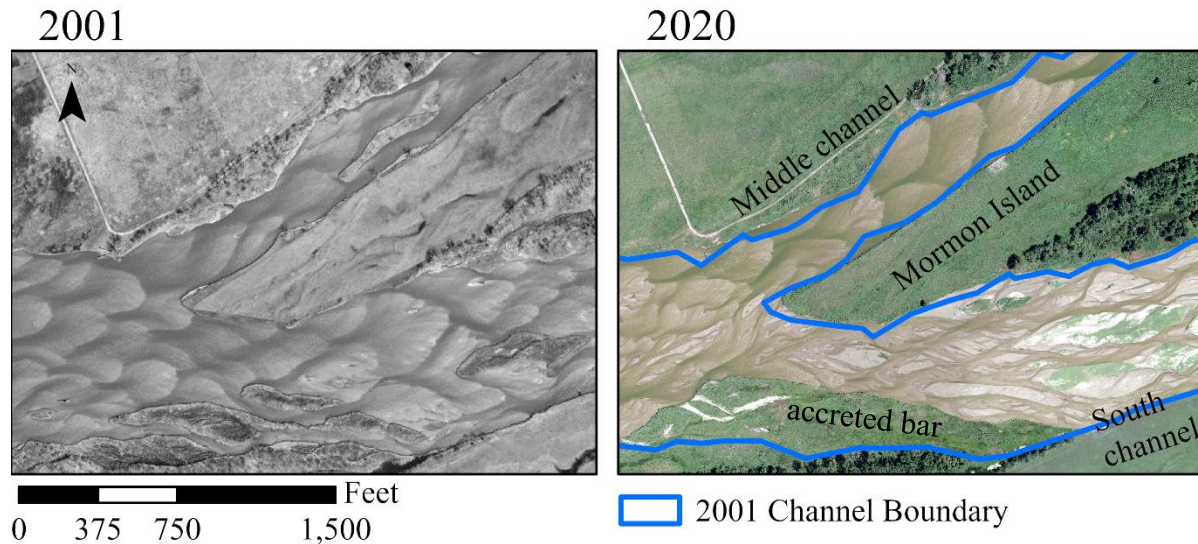 2001
2020
N
Middle channel
Mormon Island
accreted bar
South
channel
Feet
0 375 750 1,500
2001 Channel Boundary